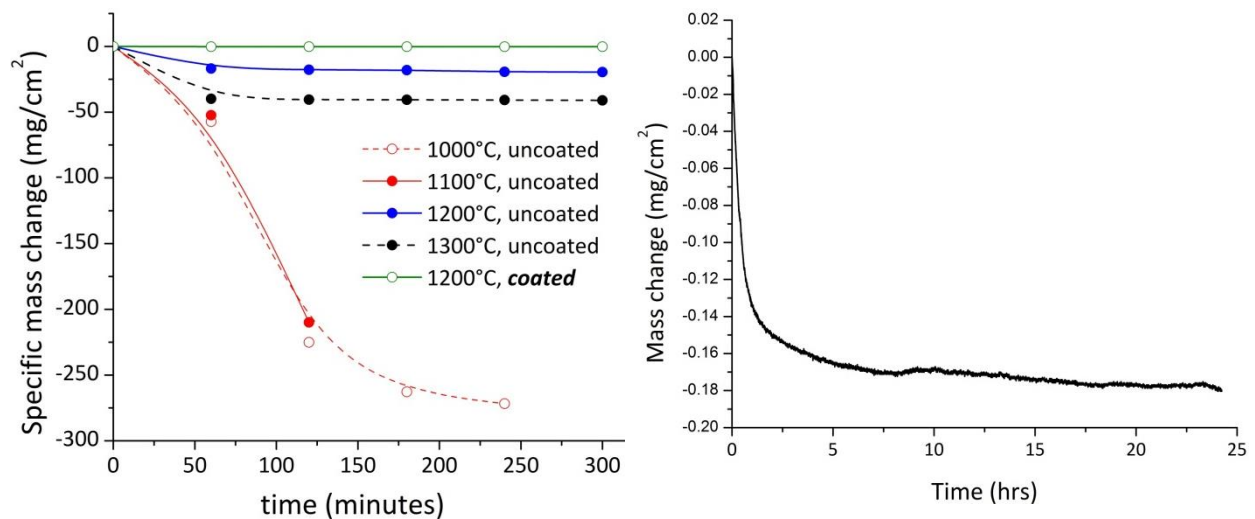 Specific mass change (mg/cm²)
0
-50
-100
-150
-200
-250
-300
0 50 100 150 200 250 300
time (minutes)
1000°C, uncoated
1100°C, uncoated
1200°C, uncoated
1300°C, uncoated
1200°C, coated
Mass change (mg/cm²)
0.02
0.00
-0.02
-0.04
-0.06
-0.08
-0.10
-0.12
-0.14
-0.16
-0.18
-0.20
0 5 10 15 20 25
Time (hrs)